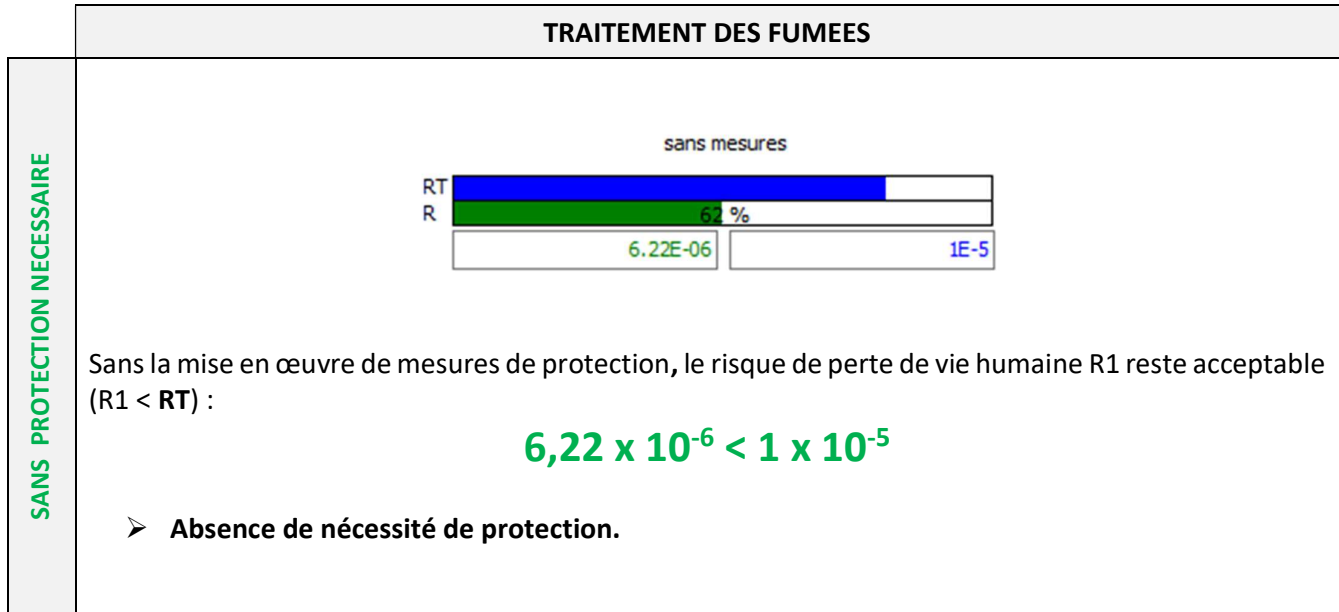 TRAITEMENT DES FUMEES
SANS PROTECTION NECESSAIRE
sans mesures
RT
R
62 %
6.22E-06
1E-5
Sans la mise en œuvre de mesures de protection, le risque de perte de vie humaine R1 reste acceptable
(R1 < RT) :
6,22 x 10⁻⁶ < 1 x 10⁻⁵
➢ Absence de nécessité de protection.